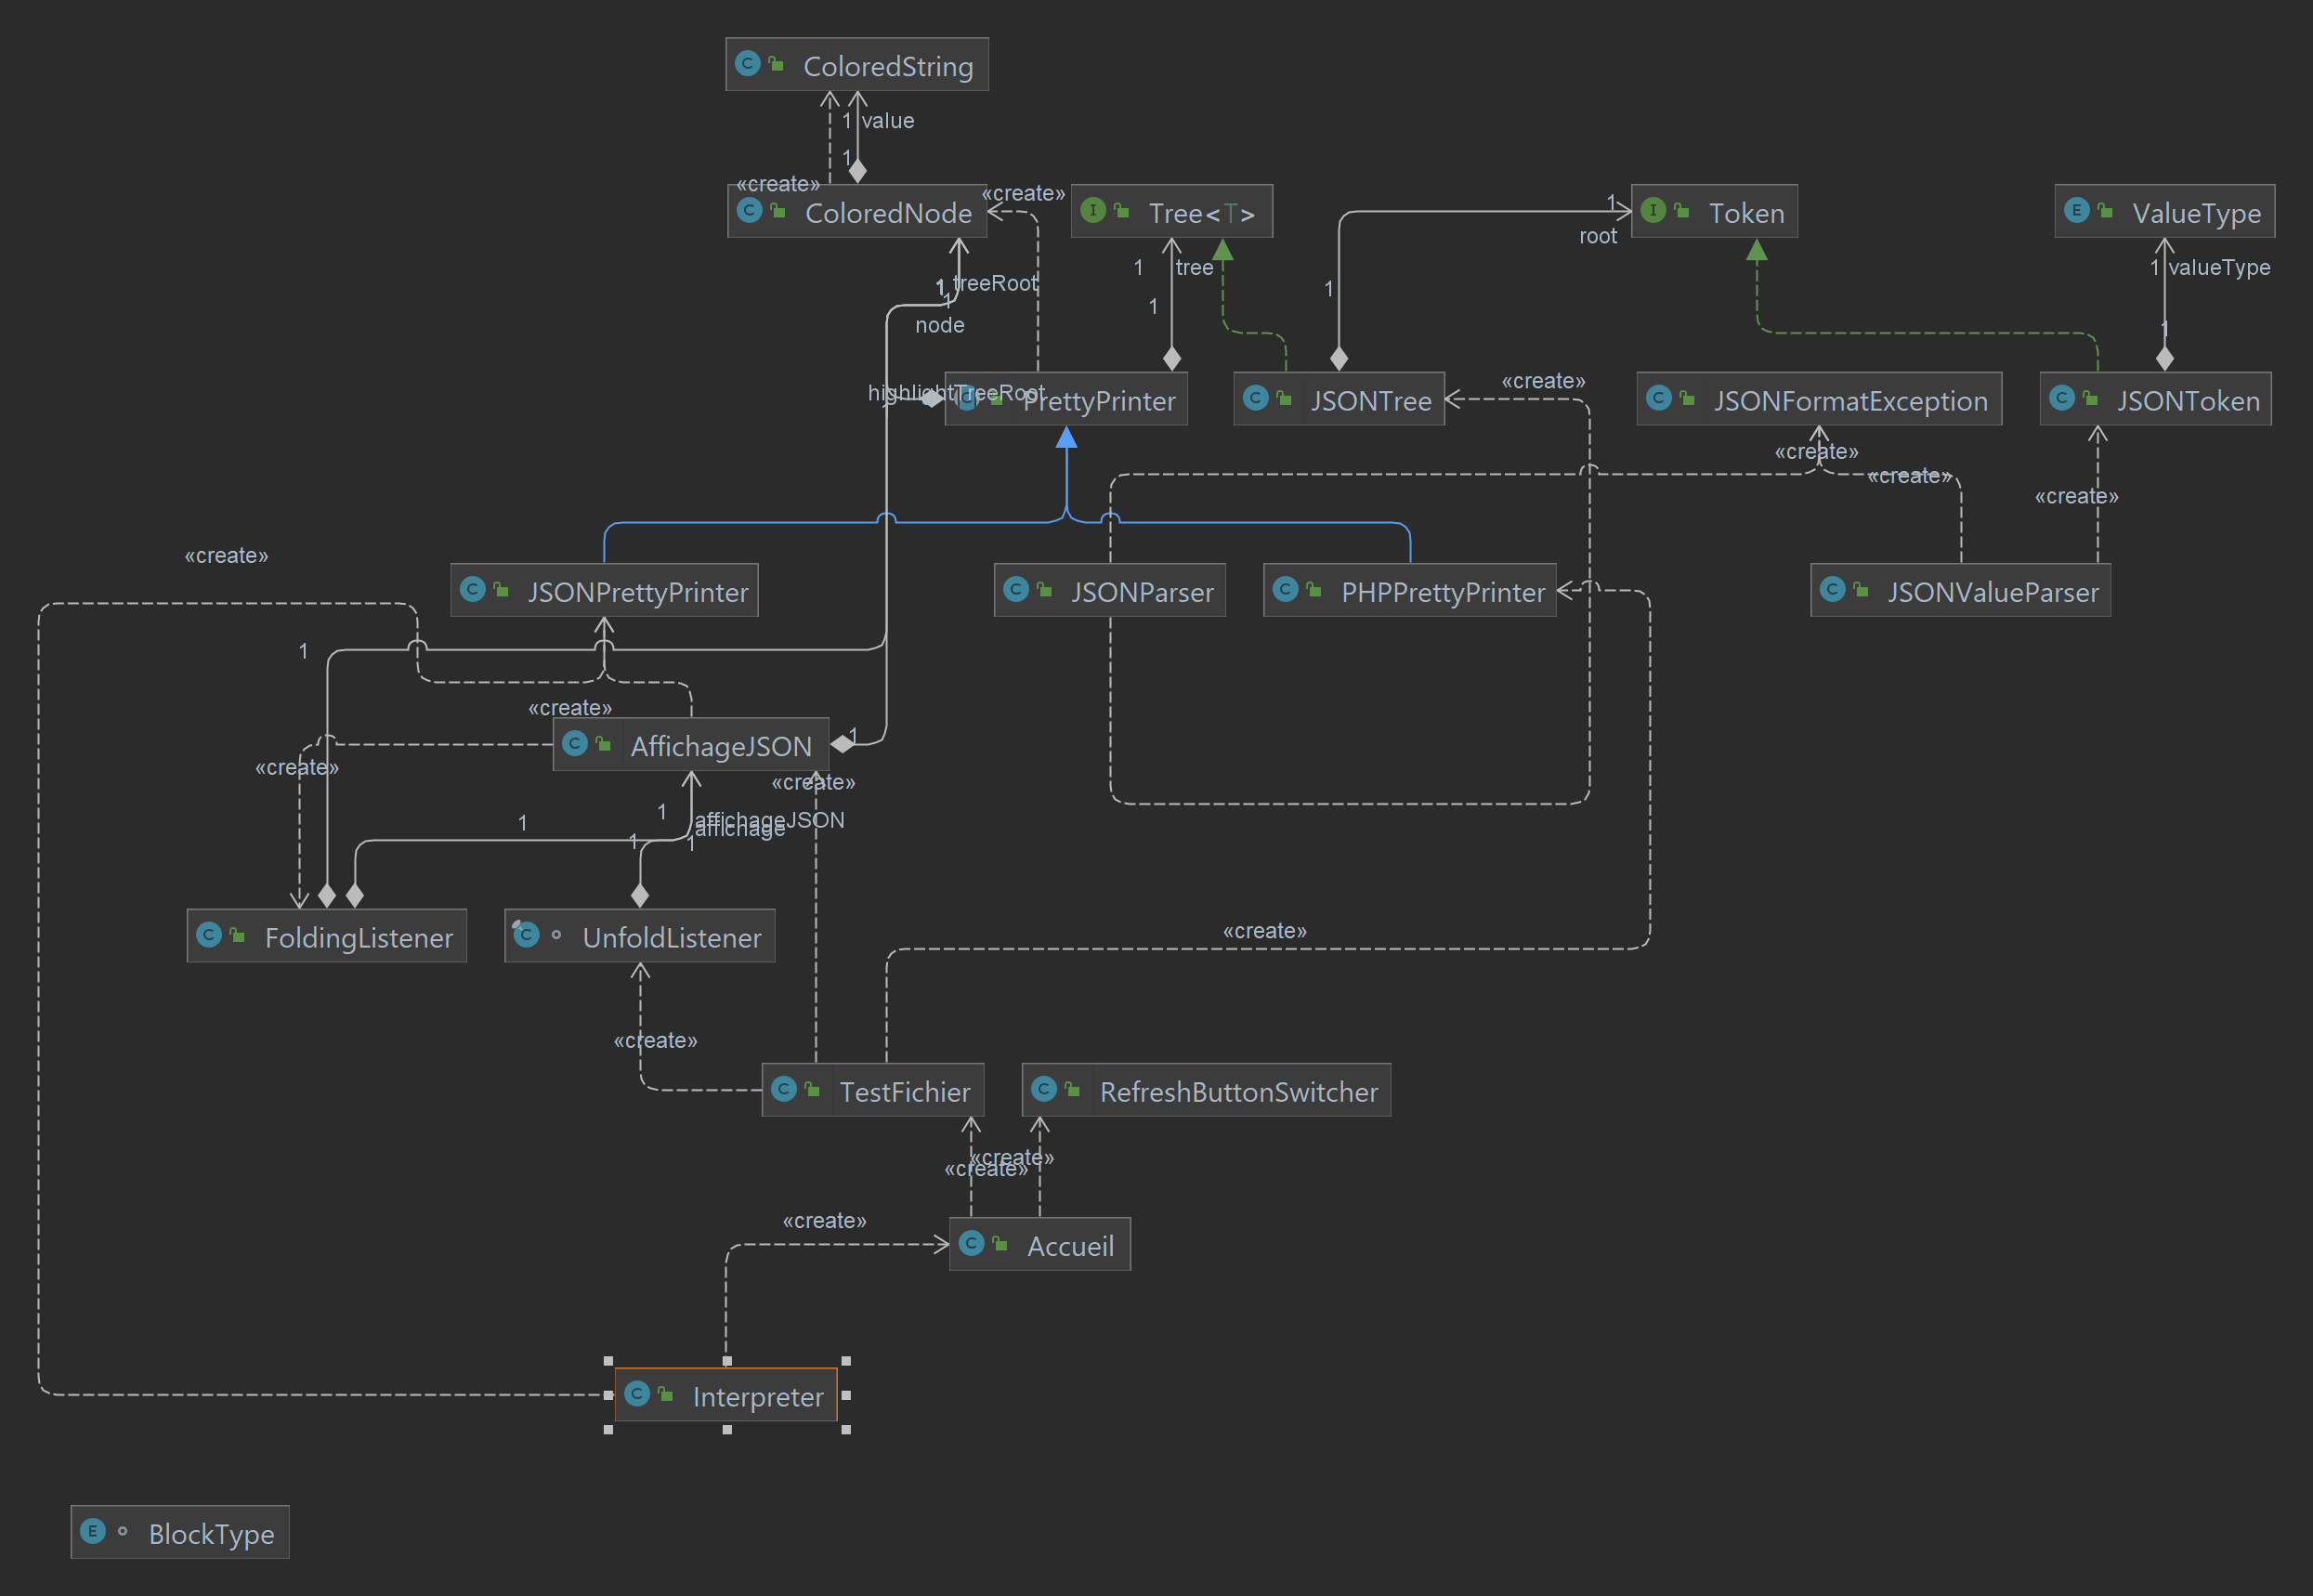 C ColoredString
1 value
1
«create»
C ColoredNode
«create»
I Tree<T>
I Token
E ValueType
1
root
1 tree
1 valueType
1 treeRoot
1
node
1
1
1
highlightTreeRoot
C PrettyPrinter
C JSONTree
«create»
C JSONFormatException
C JSONToken
«create»
«create»
«create»
«create»
C JSONPrettyPrinter
C JSONParser
C PHPPrettyPrinter
C JSONValueParser
1
«create»
C AffichageJSON
1
«create»
«create»
1
1
affichageJSON
affichage
1
1
C FoldingListener
C UnfoldListener
«create»
«create»
C TestFichier
C RefreshButtonSwitcher
«create»
«create»
«create»
C Accueil
C Interpreter
E BlockType